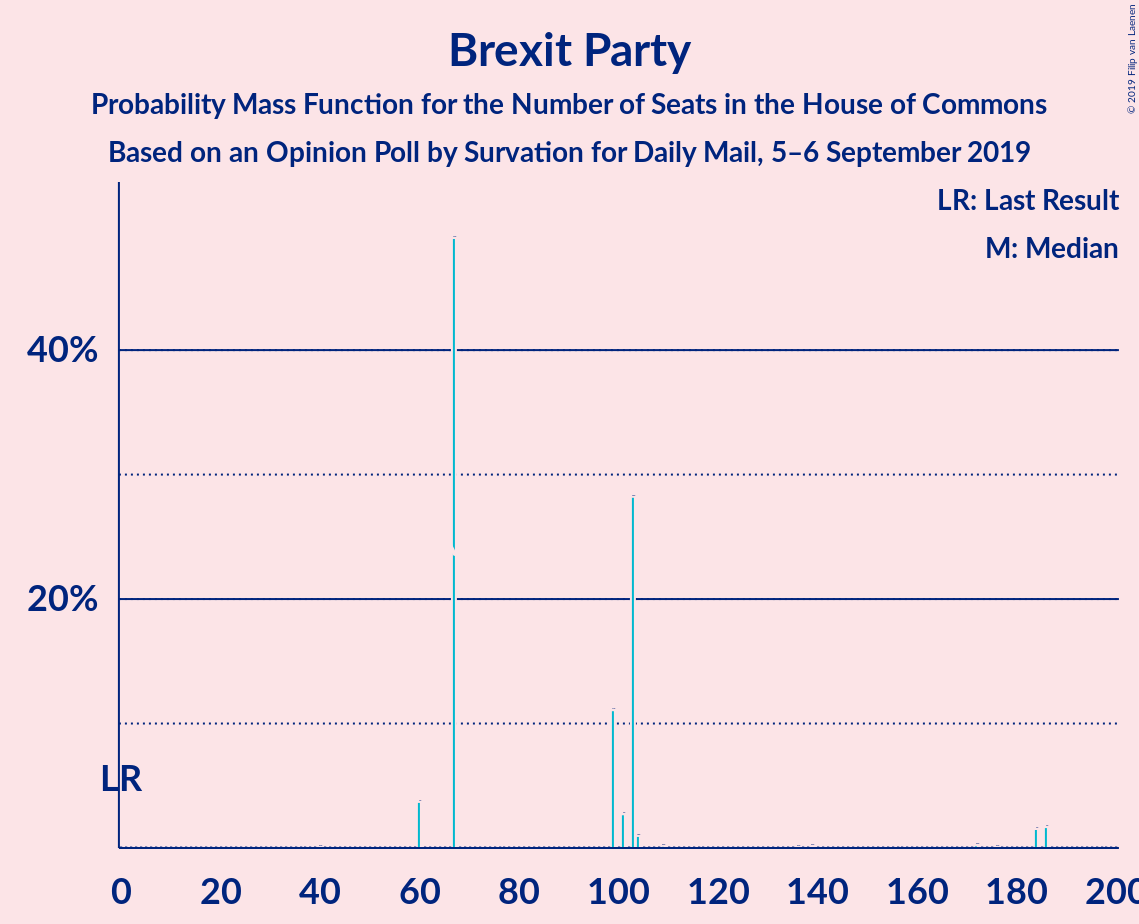 Brexit Party
Probability Mass Function for the Number of Seats in the House of Commons
Based on an Opinion Poll by Survation for Daily Mail, 5–6 September 2019
© 2019 Filip van Laenen
LR: Last Result
M: Median
40%
20%
LR
0 20 40 60 80 100 120 140 160 180 200